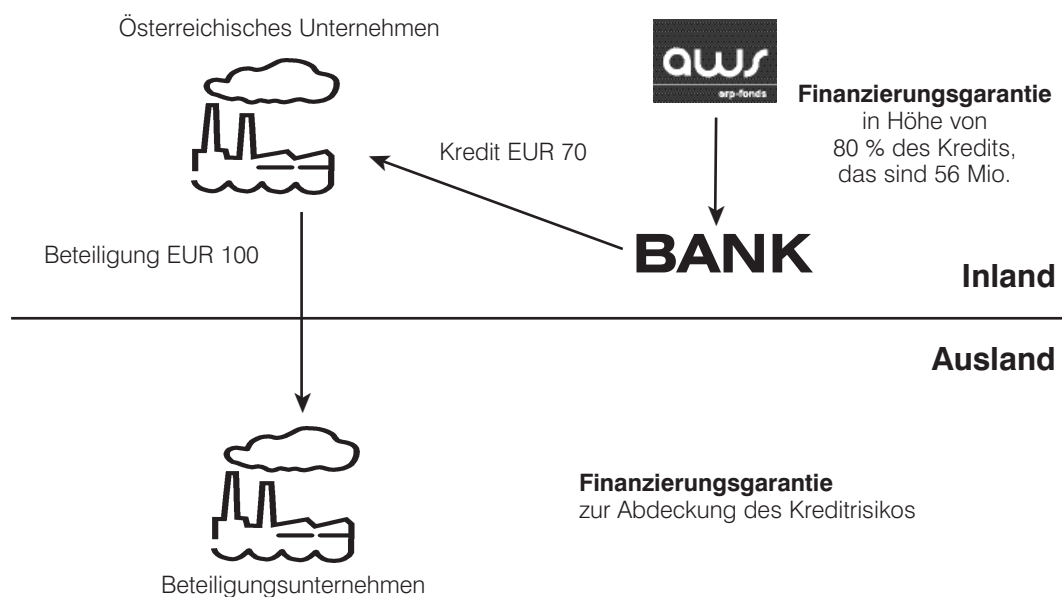 Österreichisches Unternehmen
aws
erp-fonds
Finanzierungsgarantie
in Höhe von
80 % des Kredits,
das sind 56 Mio.
Kredit EUR 70
Beteiligung EUR 100
BANK
Inland
Ausland
Finanzierungsgarantie
zur Abdeckung des Kreditrisikos
Beteiligungsunternehmen